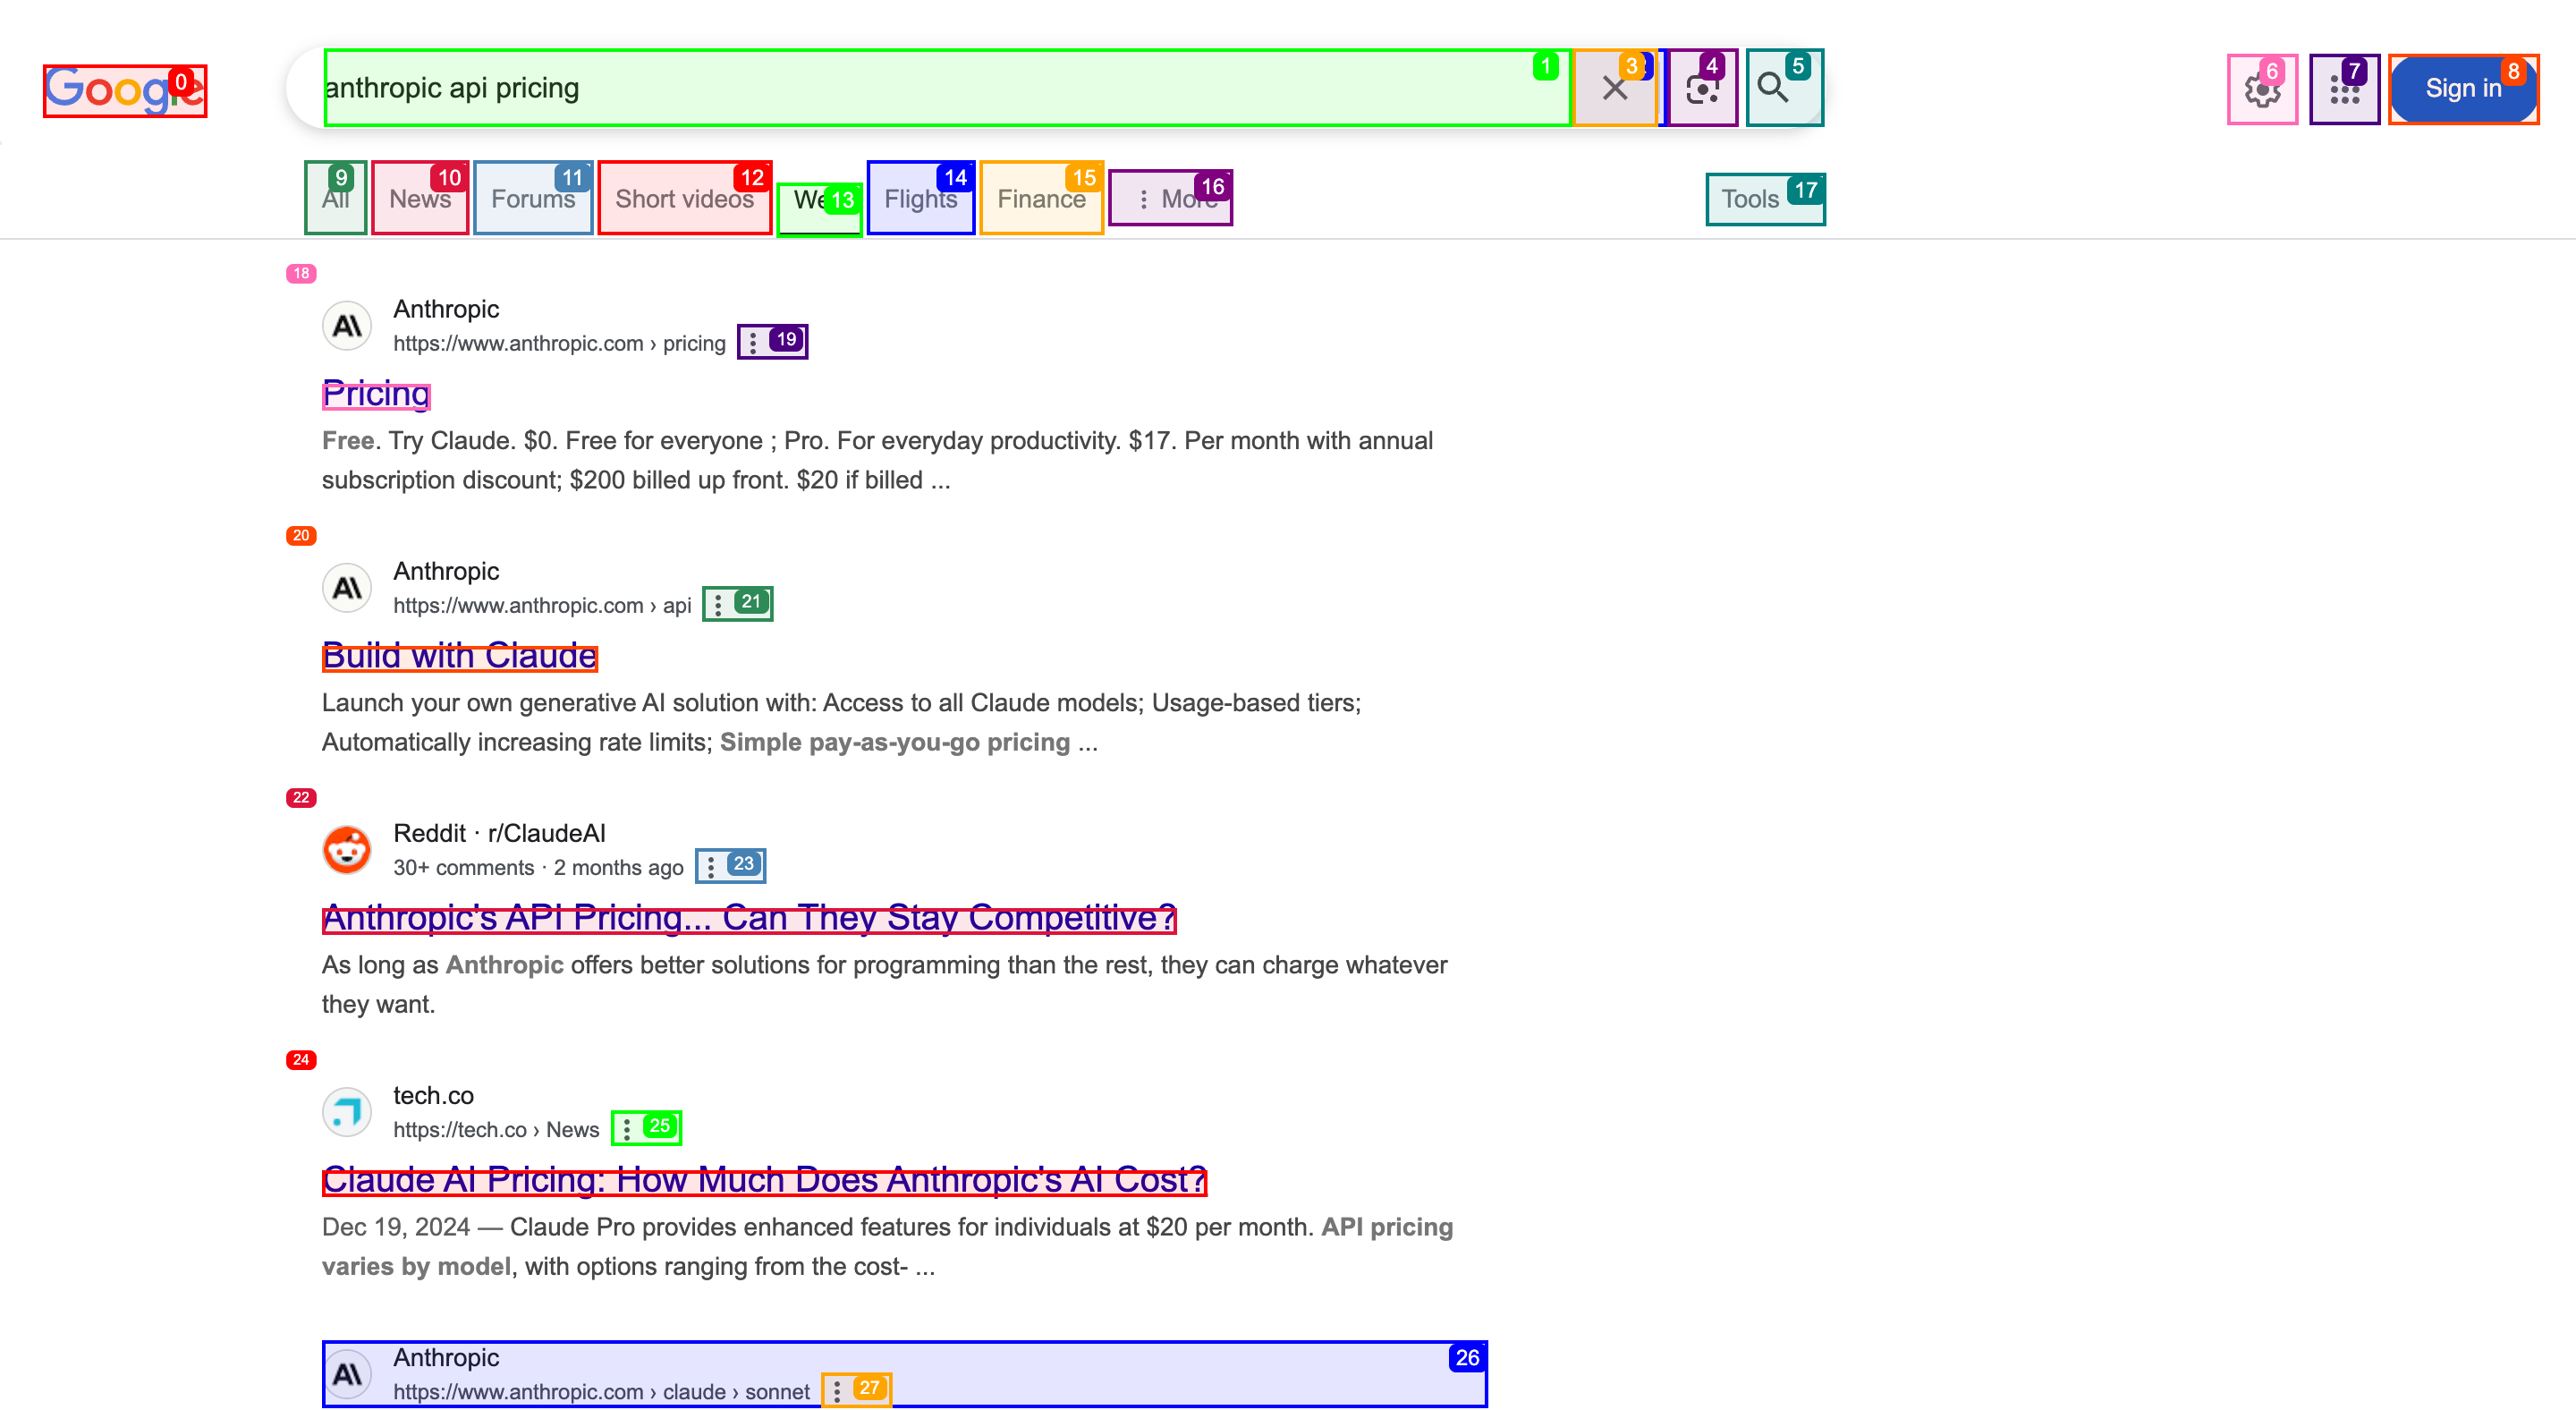 Google 0
anthropic api pricing 1 3 4 5
6 7 Sign in 8
All 9 News 10 Forums 11 Short videos 12 13 Flights 14 Finance 15 More 16 Tools 17
18
Anthropic
https://www.anthropic.com › pricing 19
Pricing
Free. Try Claude. $0. Free for everyone ; Pro. For everyday productivity. $17. Per month with annual
subscription discount; $200 billed up front. $20 if billed ...
20
Anthropic
https://www.anthropic.com › api 21
Build with Claude
Launch your own generative AI solution with: Access to all Claude models; Usage-based tiers;
Automatically increasing rate limits; Simple pay-as-you-go pricing ...
22
Reddit · r/ClaudeAI
30+ comments · 2 months ago 23
Anthropic's API Pricing... Can They Stay Competitive?
As long as Anthropic offers better solutions for programming than the rest, they can charge whatever
they want.
24
tech.co
https://tech.co › News 25
Claude AI Pricing: How Much Does Anthropic's AI Cost?
Dec 19, 2024 — Claude Pro provides enhanced features for individuals at $20 per month. API pricing
varies by model, with options ranging from the cost- ...
Anthropic 26
https://www.anthropic.com › claude › sonnet 27